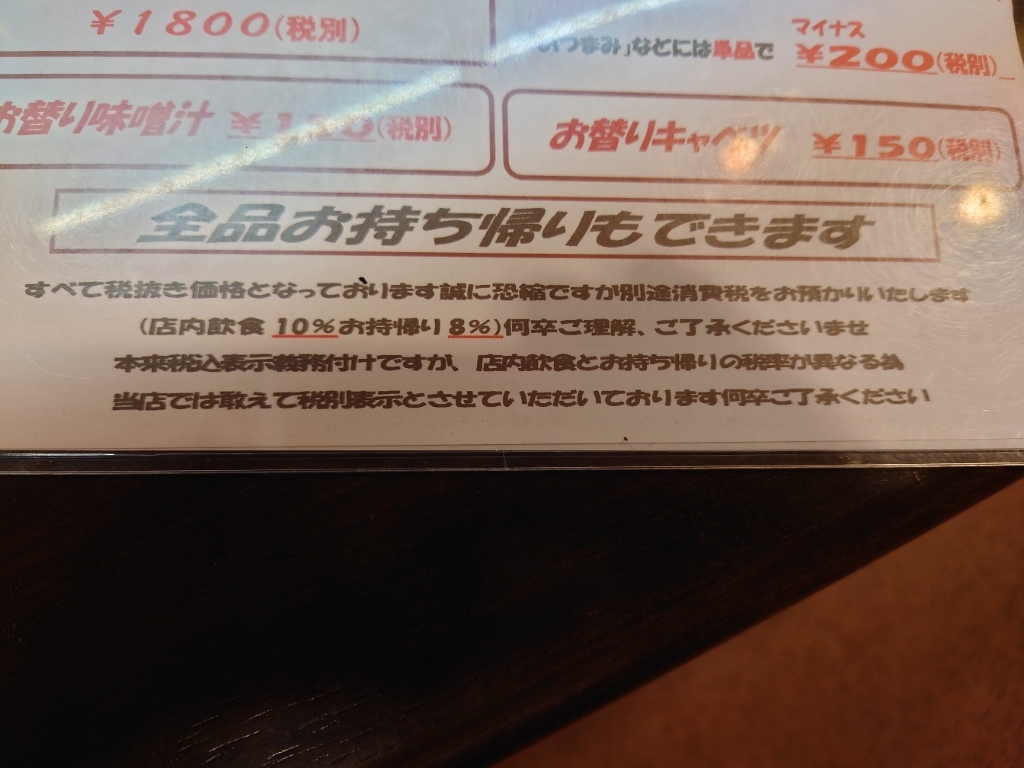 ¥1800(税別)
おつまみ」などには単品で
マイナス
¥200(税別)
お替り味噌汁 (税別)
お替りキャベツ ¥150(税別)
全品お持ち帰りもできます
すべて税抜き価格となっております誠に恐縮ですが別途消費税をお預かりいたします
(店内飲食10%お持帰り8%)何卒ご理解、ご了承くださいませ
本来税込表示義務付けですが、店内飲食とお持ち帰りの税率が異なる為
当店では敢えて税別表示とさせていただいております何卒ご了承ください